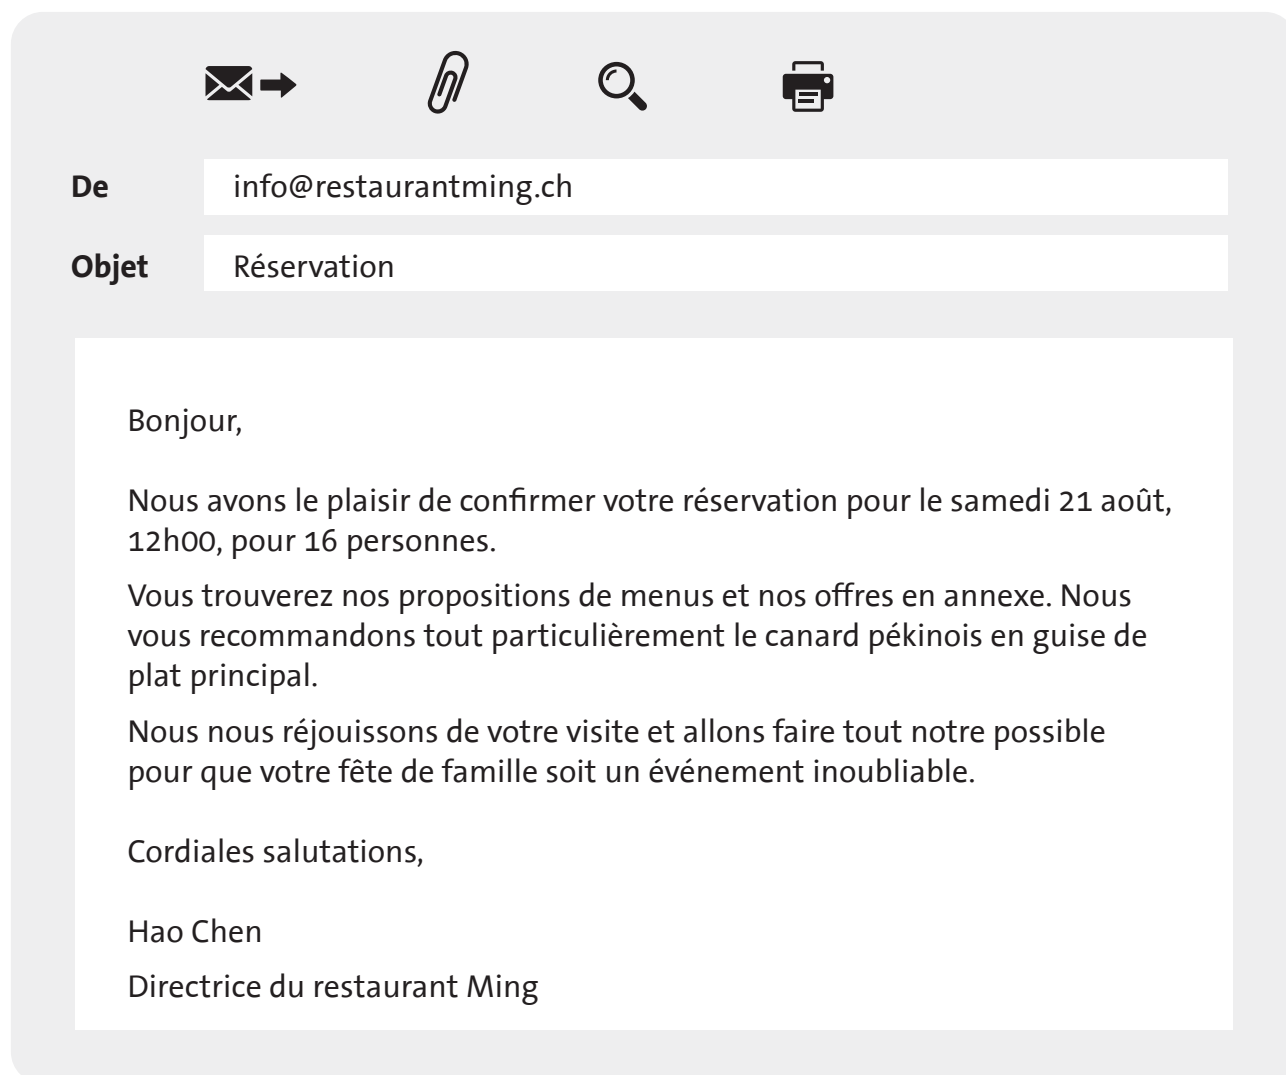 De
info@restaurantming.ch
Objet
Réservation
Bonjour,
Nous avons le plaisir de confirmer votre réservation pour le samedi 21 août,
12h00, pour 16 personnes.
Vous trouverez nos propositions de menus et nos offres en annexe. Nous
vous recommandons tout particulièrement le canard pékinois en guise de
plat principal.
Nous nous réjouissons de votre visite et allons faire tout notre possible
pour que votre fête de famille soit un événement inoubliable.
Cordiales salutations,
Hao Chen
Directrice du restaurant Ming